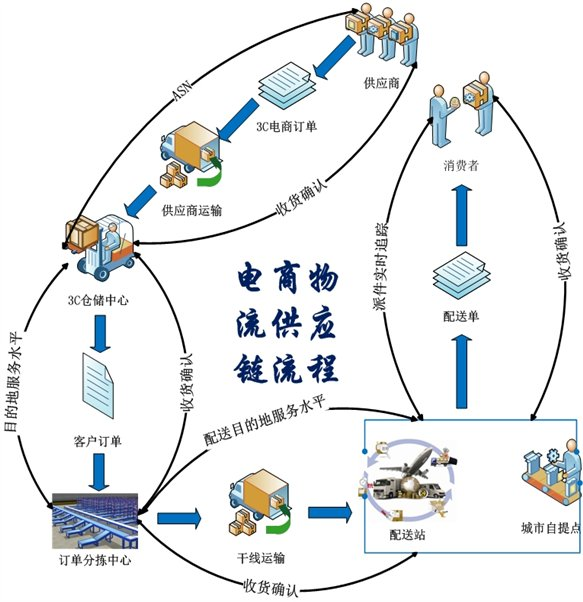 供应商
ASN
3C电商订单
收货确认
供应商运输
消费者
派件实时追踪
收货确认
配送单
3C仓储中心
电商物
流供应
链流程
目的地服务水平
收货确认
客户订单
配送目的地服务水平
订单分拣中心
干线运输
配送站
城市自提点
收货确认